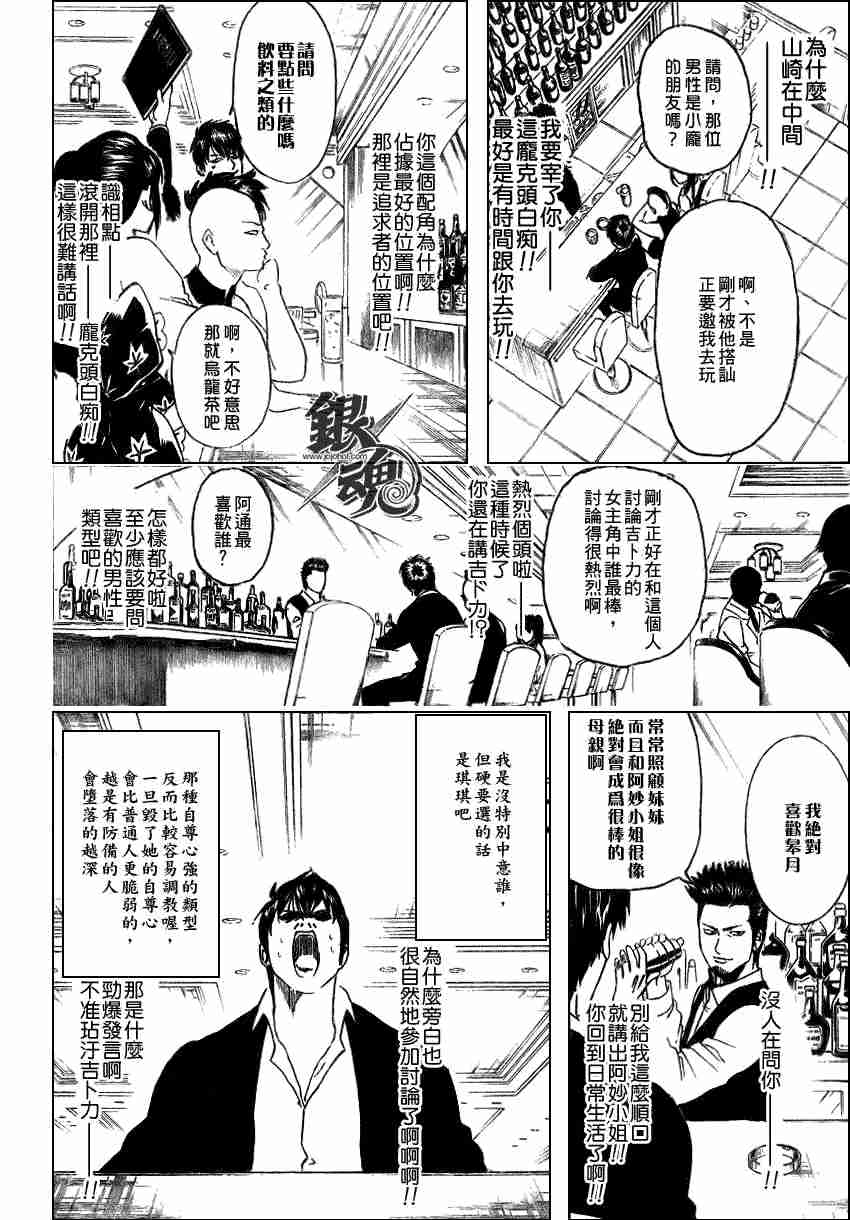 為什麼
山崎在中間
︱︱!!
請問，那位
男性是小龐
的朋友嗎？
我要宰了你
︱︱
這龐克頭白痴!!
最好是有時間跟你去玩
︱︱!!
啊、不是
剛才被他搭訕
正要邀我去玩
請問
要點些什麼嗎
飲料之類的
你這個配角為什麼
佔據最好的位置啊!!
那裡是追求者的位置吧
︱︱!!
識相點
︱︱
滾開那裡
︱︱
龐克頭白痴!!
這樣很難講話啊
︱︱!!
啊，不好意思
那就烏龍茶吧
銀魂
www.jojohot.com
剛才正好在和這個人
討論吉卜力的
女主角中誰最棒，
討論得很熱烈啊
熱烈個頭啦
︱︱
這種時候了
你還在講吉卜力!?
阿通最
喜歡誰？
怎樣都好啦
至少應該要問
喜歡的男性
類型吧
︱︱!!
我絕對
喜歡皋月
常常照顧妹妹
而且和阿妙小姐很像
絕對會成爲很棒的
母親啊
沒人在問你
︱︱!!
別給我這麼順口
就講出阿妙小姐!!
你回到日常生活了啊!!
我是沒特別中意誰，
但硬要選的話
是琪琪吧
那種自尊心強的類型
反而比較容易調教喔，
一旦毀了她的自尊心
會比普通人更脆弱的，
越是有防備的人
會墮落的越深
為什麼旁白也
很自然地參加討論了啊啊啊!!
那是什麼
勁爆發言啊
︱︱
不准玷汙吉卜力
︱︱!!